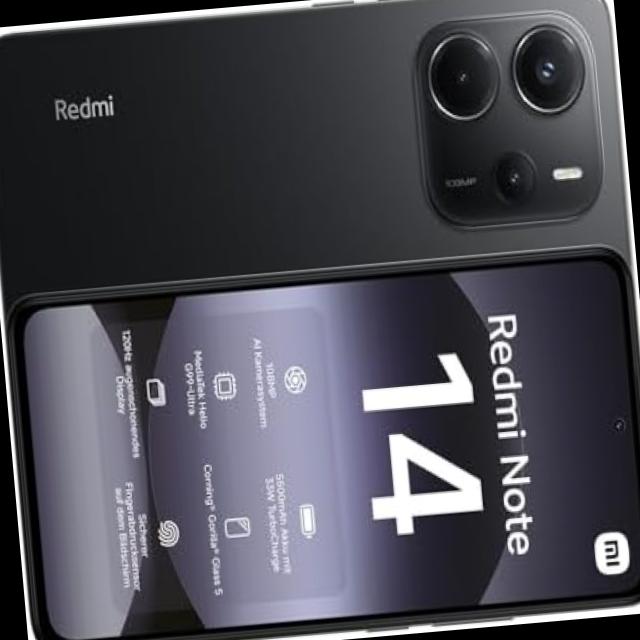 Redmi
108MP
Redmi Note
14
108MP
AI Kamerasystem
5500mAh Akku mit
33W TurboCharge
MediaTek Helio
G99-Ultra
Corning® Gorilla® Glass 5
120Hz augenschonendes
Display
Sicherer
Fingerabdrucksensor
auf dem Bildschirm